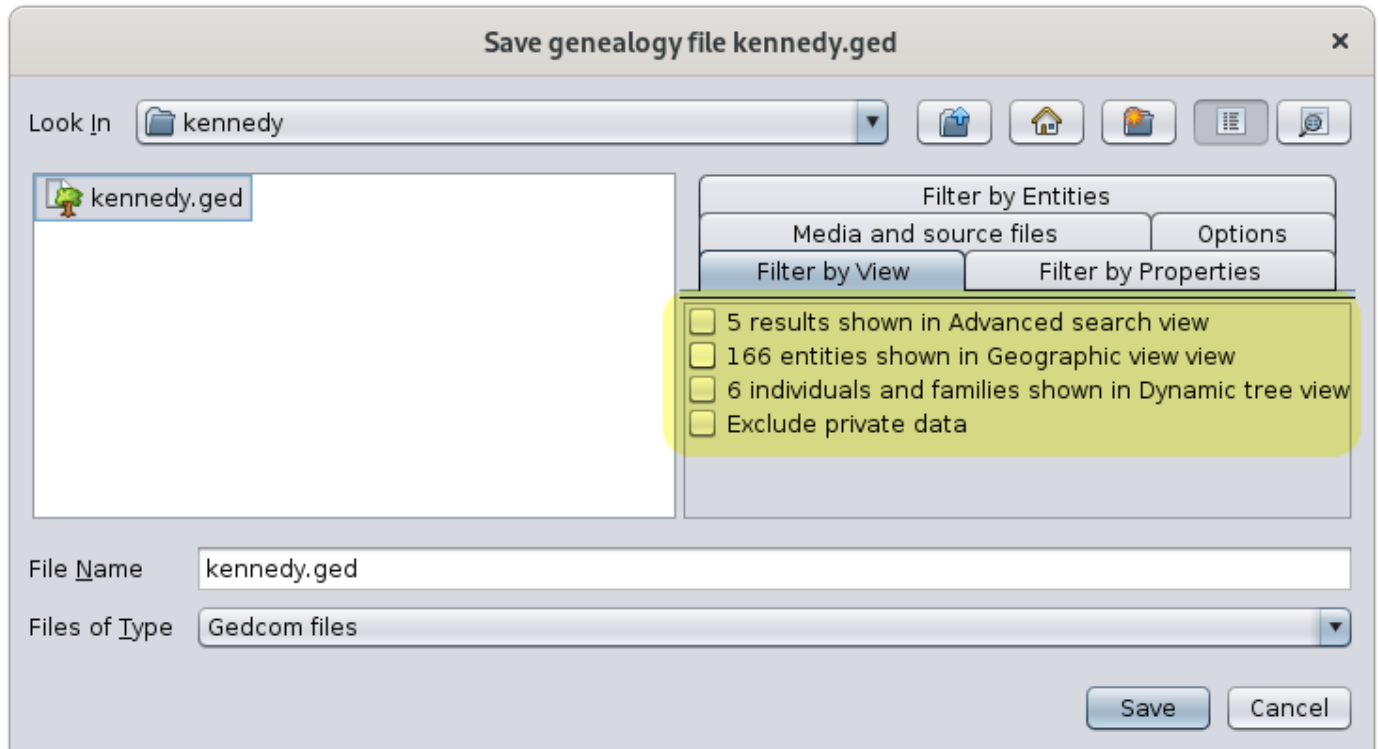 Save genealogy file kennedy.ged
Look In kennedy
kennedy.ged
Filter by Entities
Media and source files Options
Filter by View Filter by Properties
5 results shown in Advanced search view
166 entities shown in Geographic view view
6 individuals and families shown in Dynamic tree view
Exclude private data
File Name kennedy.ged
Files of Type Gedcom files
Save Cancel